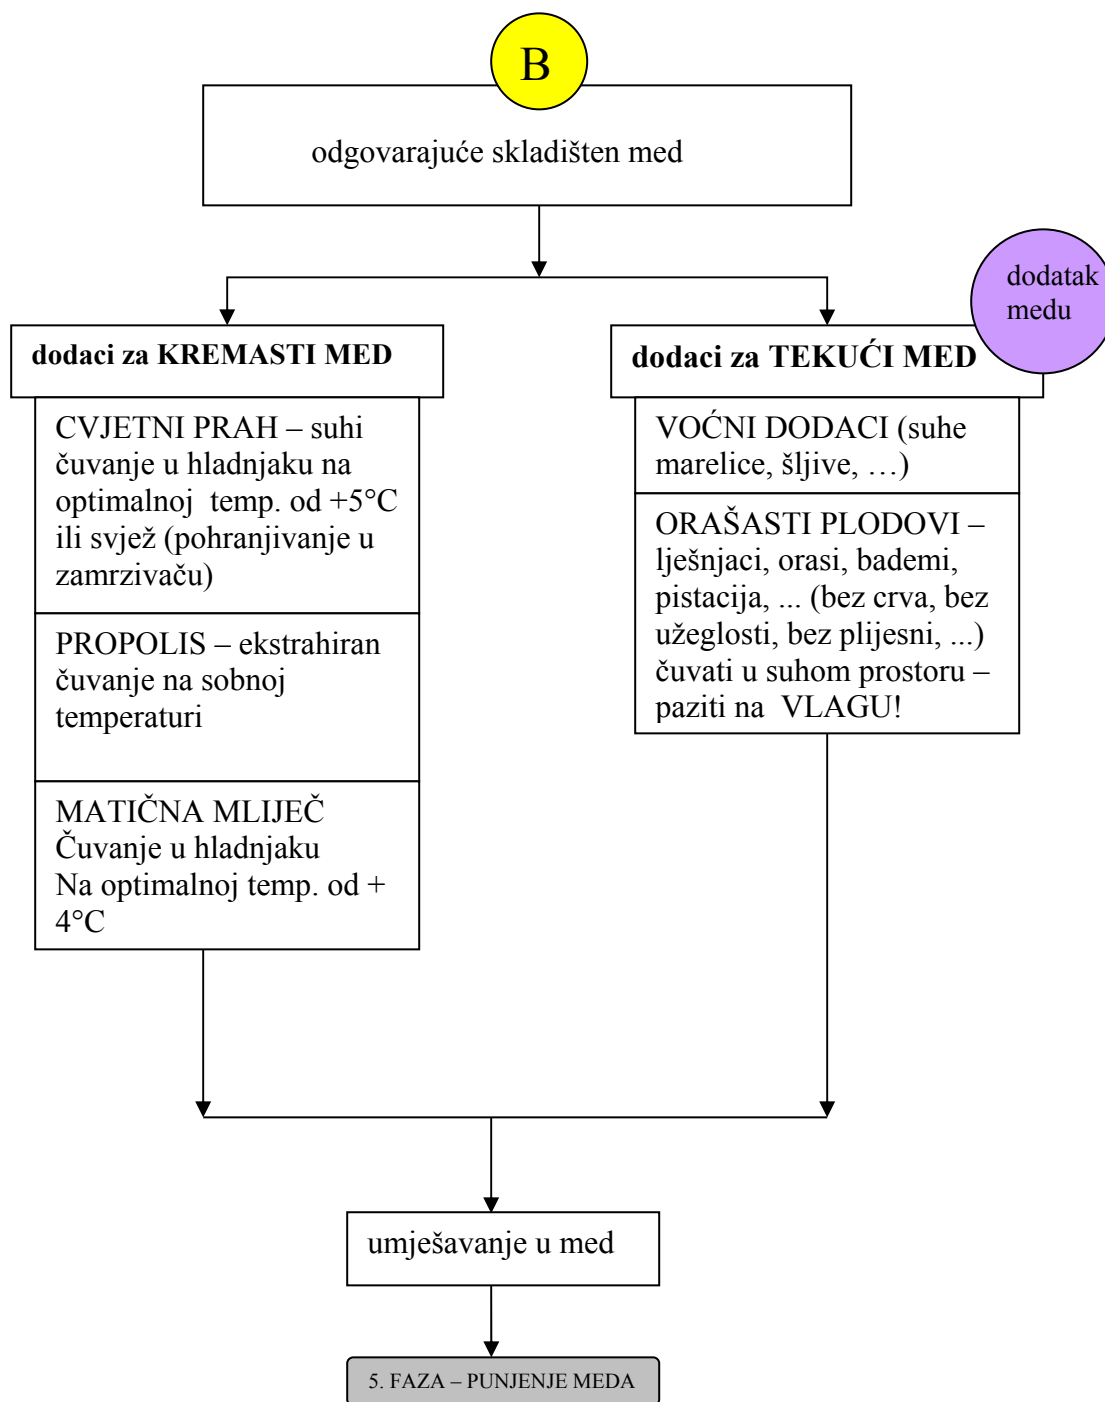 B
odgovarajuće skladišten med
dodatak
medu
dodaci za KREMASTI MED
CVJETNI PRAH – suhi
čuvanje u hladnjaku na
optimalnoj temp. od +5°C
ili svjež (pohranjivanje u
zamrzivaču)
PROPOLIS – ekstrahiran
čuvanje na sobnoj
temperaturi
MATIČNA MLIJEČ
Čuvanje u hladnjaku
Na optimalnoj temp. od +
4°C
dodaci za TEKUĆI MED
VOĆNI DODACI (suhe
marelice, šljive, …)
ORAŠASTI PLODOVI –
lješnjaci, orasi, bademi,
pistacija, ... (bez crva, bez
užeglosti, bez plijesni, ...)
čuvati u suhom prostoru –
paziti na VLAGU!
umješavanje u med
5. FAZA – PUNJENJE MEDA